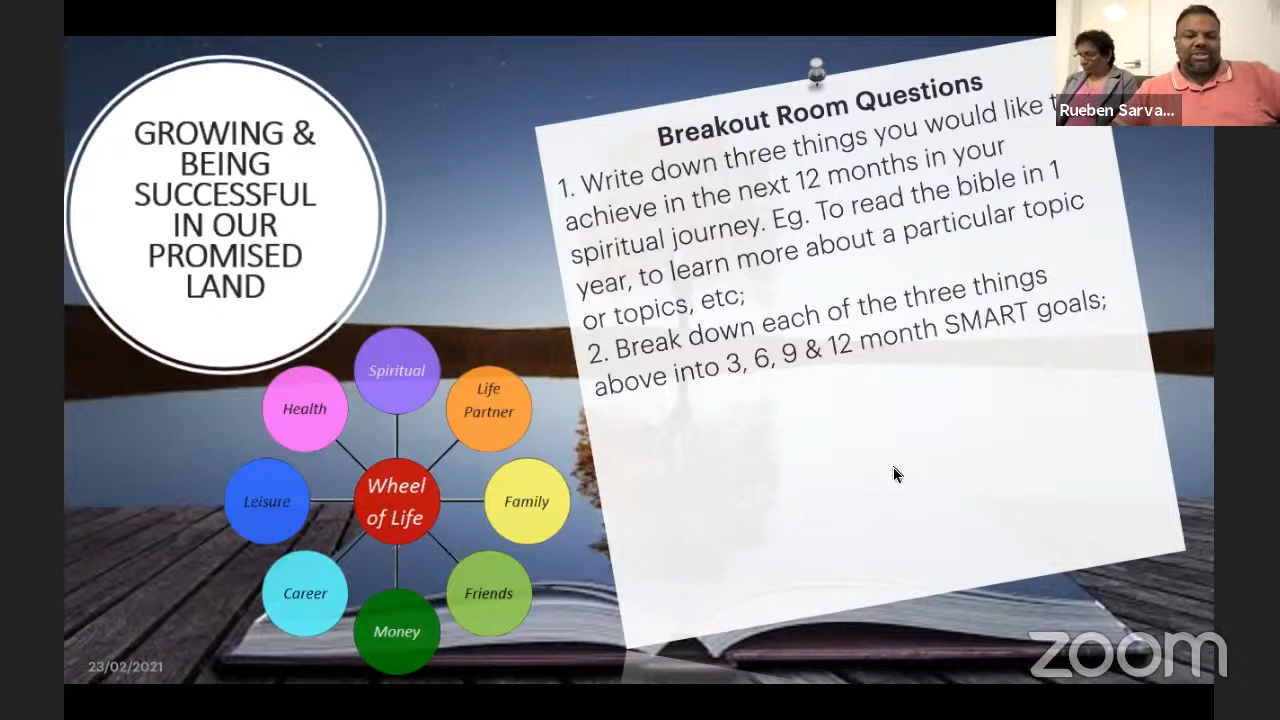 GROWING &
BEING
SUCCESSFUL
IN OUR
PROMISED
LAND
Breakout Room Questions
1. Write down three things you would like
achieve in the next 12 months in your
spiritual journey. Eg. To read the bible in 1
year, to learn more about a particular topic
or topics, etc;
2. Break down each of the three things
above into 3, 6, 9 & 12 month SMART goals;
Rueben Sarva...
Spiritual
Life
Partner
Health
Wheel
of Life
Leisure
Family
Career
Friends
Money
23/02/2021
zoom